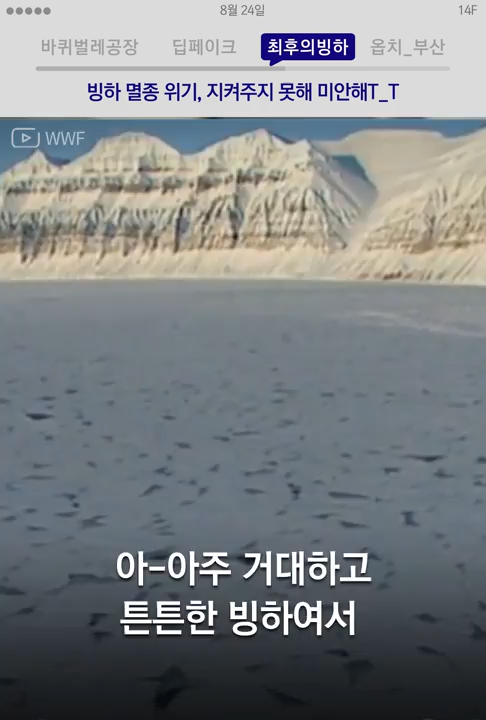 8월 24일
14F
바퀴벌레공장
딥페이크
최후의빙하
옵치_부산
빙하 멸종 위기, 지켜주지 못해 미안해T_T
WWF
아-아주 거대하고
튼튼한 빙하여서